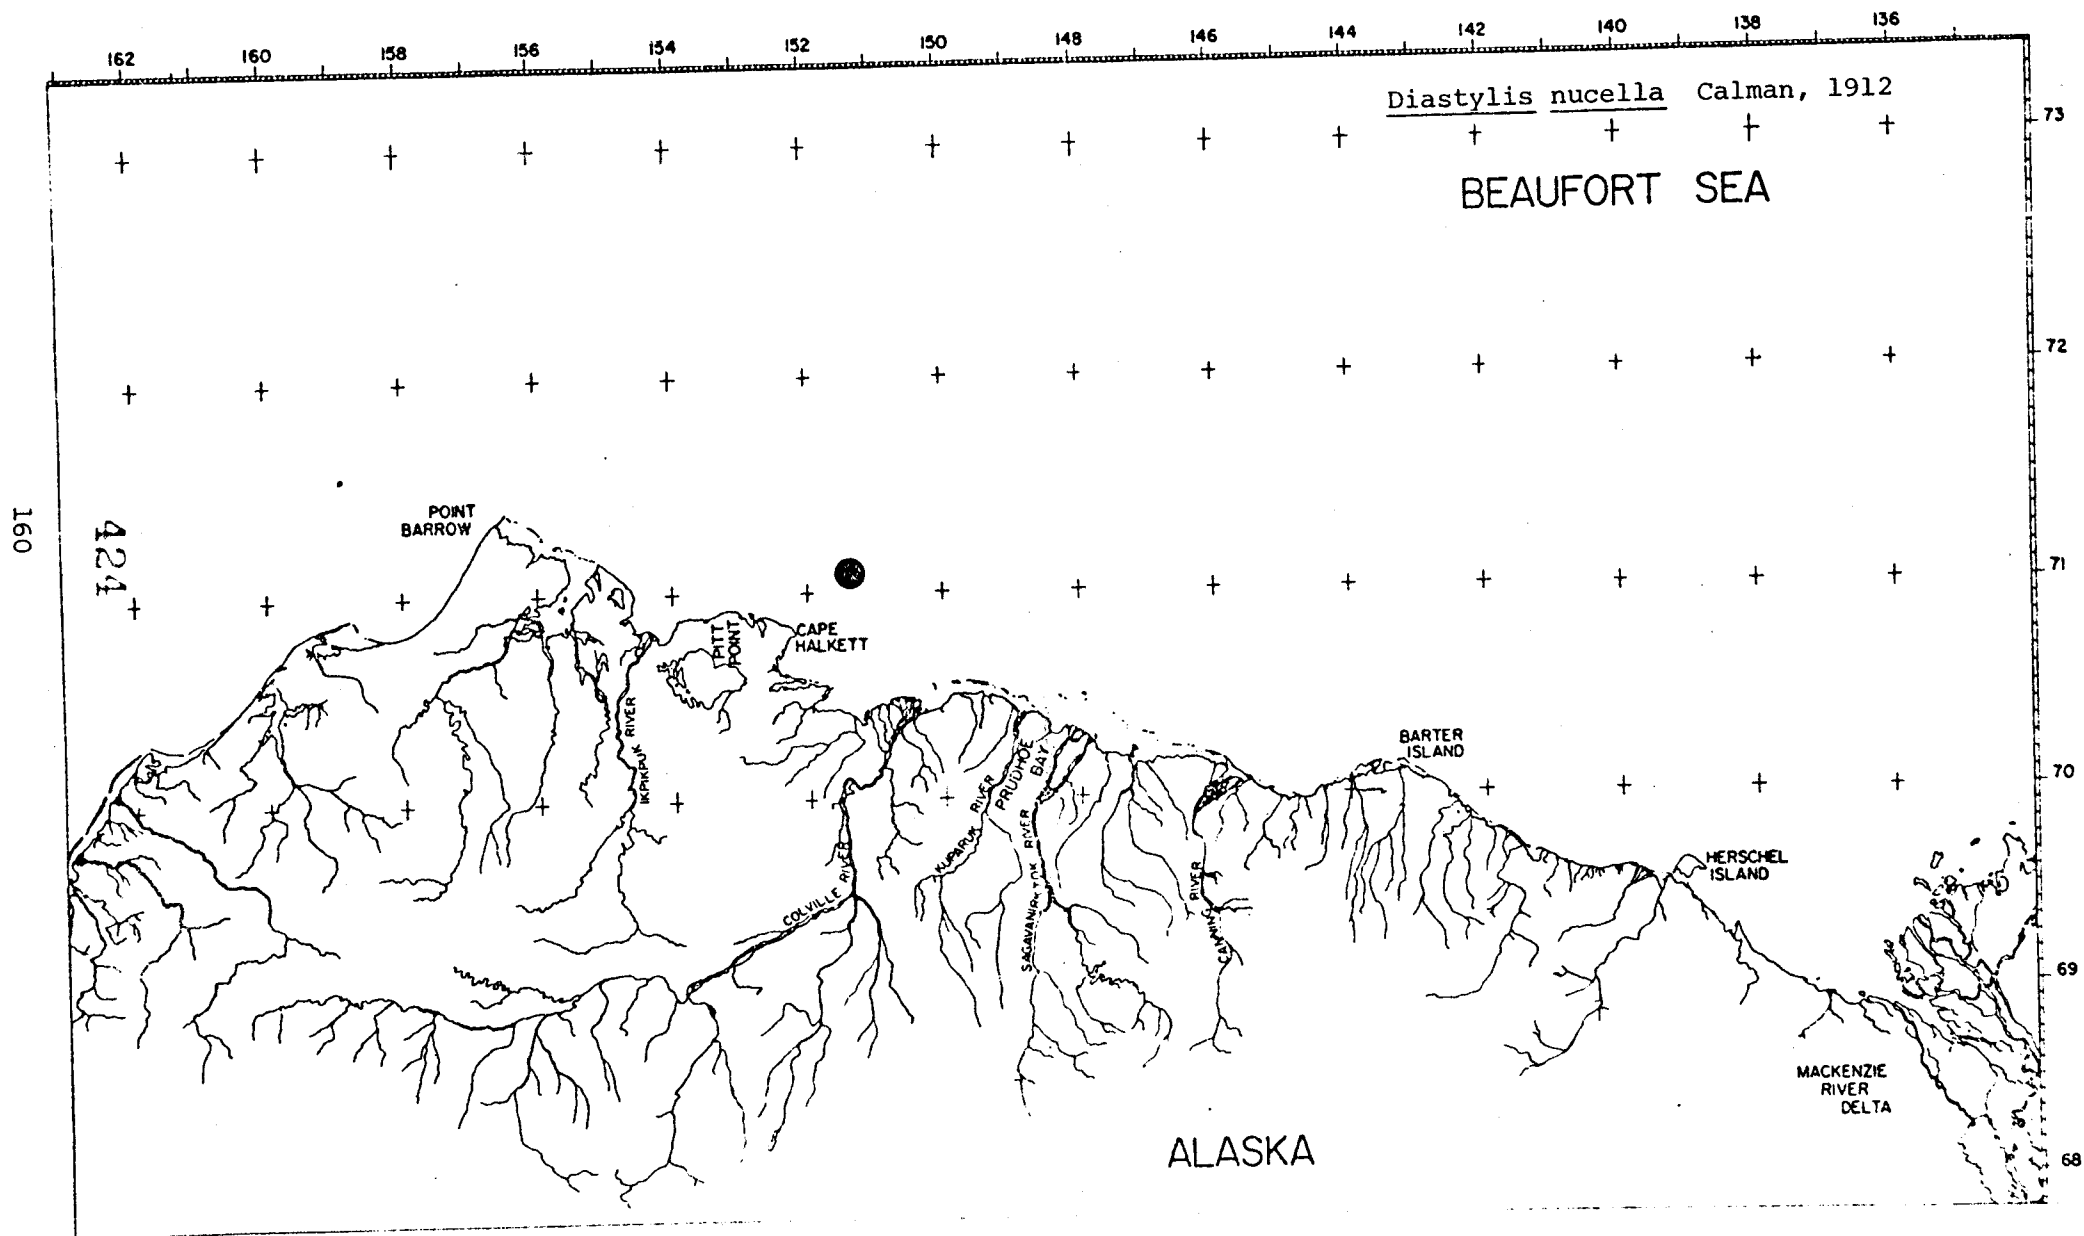 162 160 158 156 154 152 150 148 146 144 142 140 138 136
Diastylis nucella Calman, 1912
73
BEAUFORT SEA
72
POINT
BARROW
160
424
71
PITT
POINT
CAPE
HALKETT
IKPIKPUK RIVER
PRUDHOE
BAY
BARTER
ISLAND
70
KUPARUK RIVER
COLVILLE RIVER
SAGAVANIRKTOK RIVER
CANNING RIVER
HERSCHEL
ISLAND
69
MACKENZIE
RIVER
DELTA
ALASKA
68